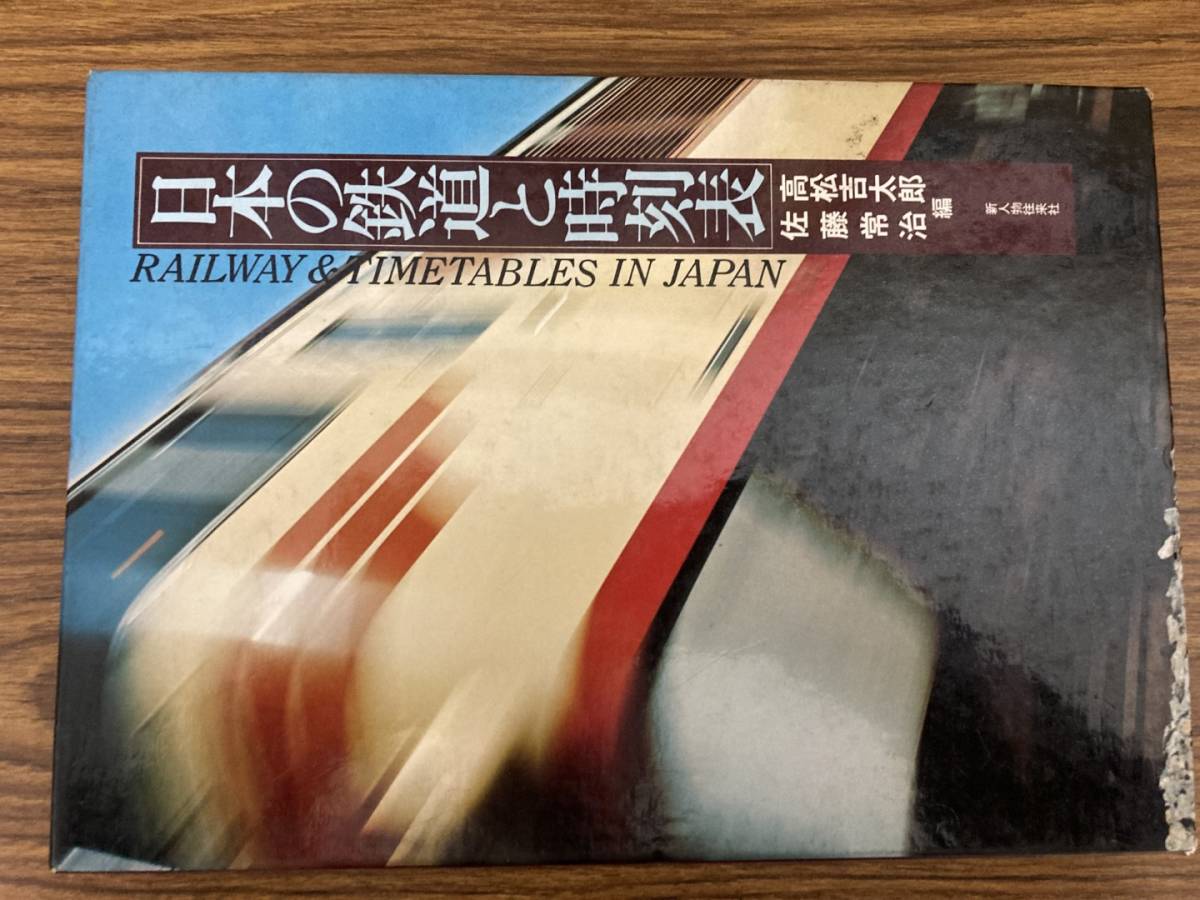 日本の鉄道と時刻表
高松吉太郎
佐藤常治
編
新人物往来社
RAILWAY & TIMETABLES IN JAPAN